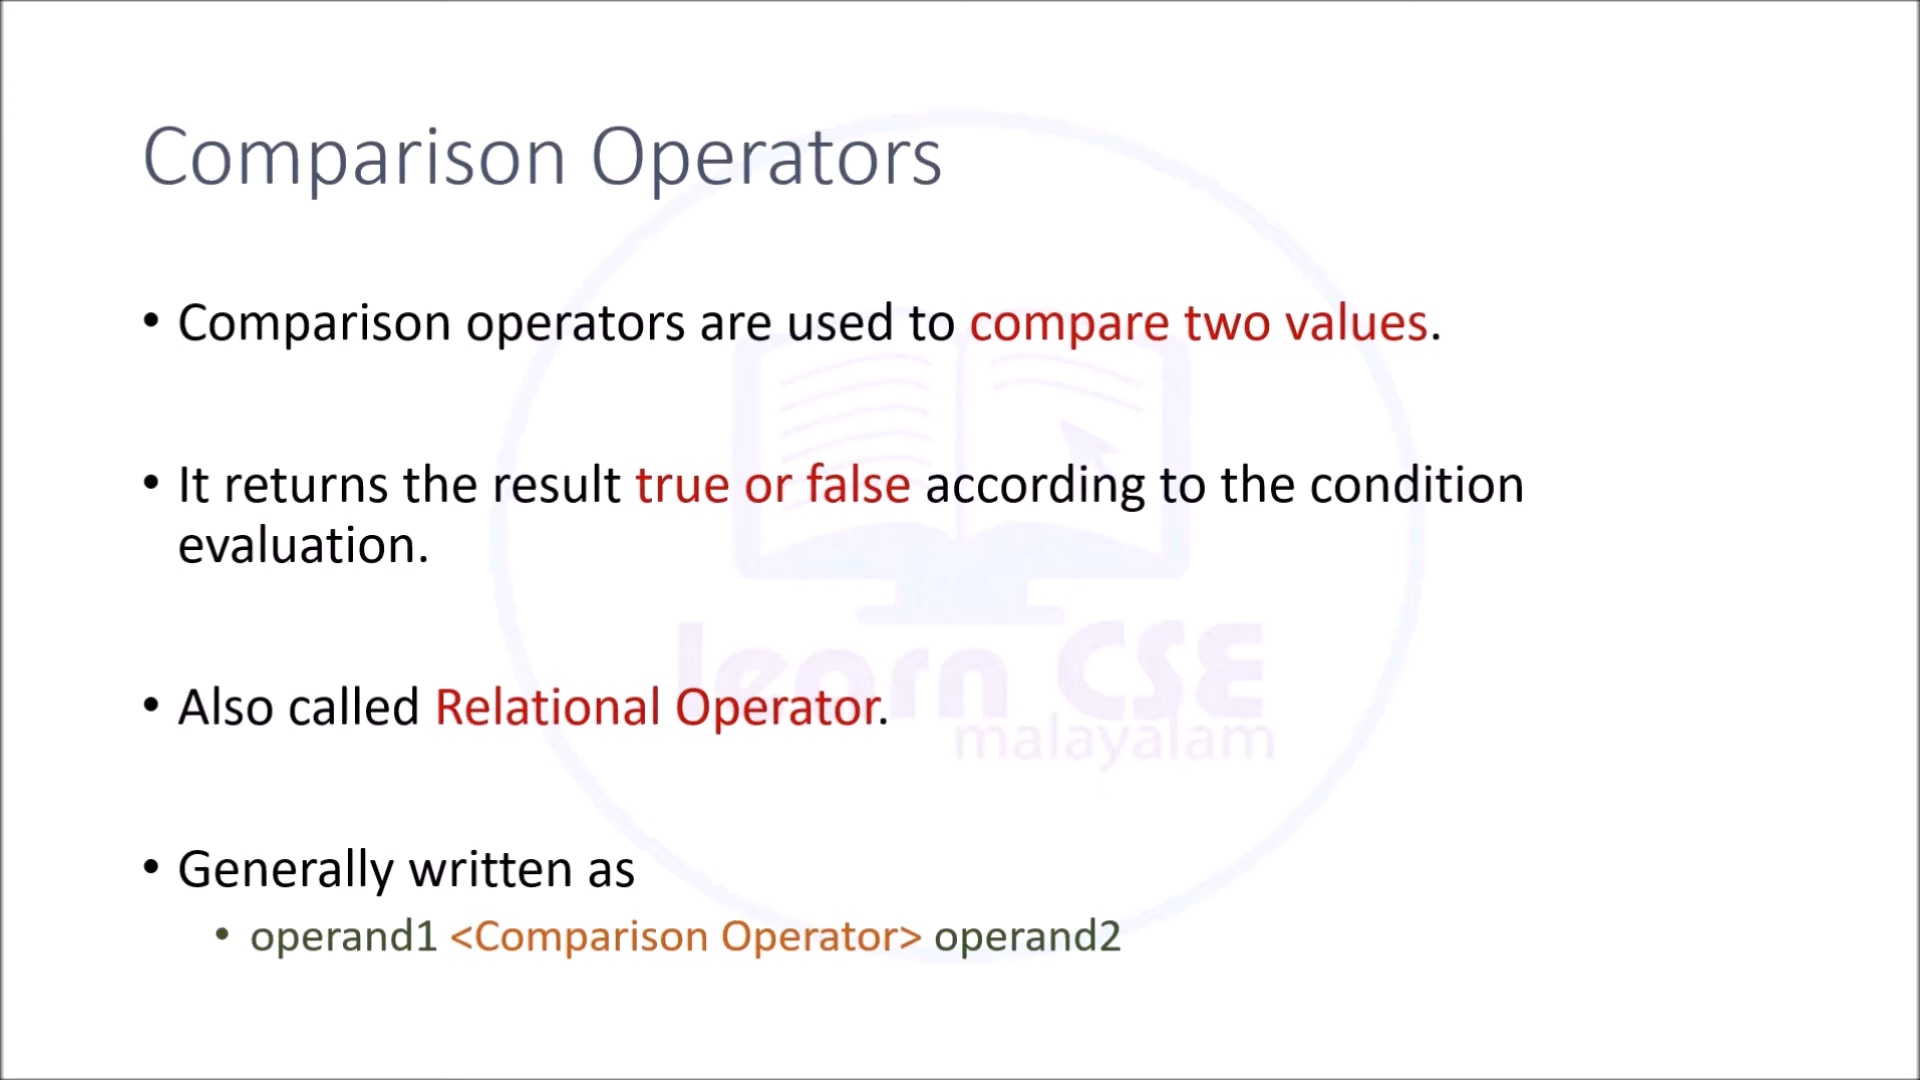 Comparison Operators
• Comparison operators are used to compare two values.
• It returns the result true or false according to the condition
evaluation.
• Also called Relational Operator.
• Generally written as
• operand1 <Comparison Operator> operand2
learn CSE
malayalam